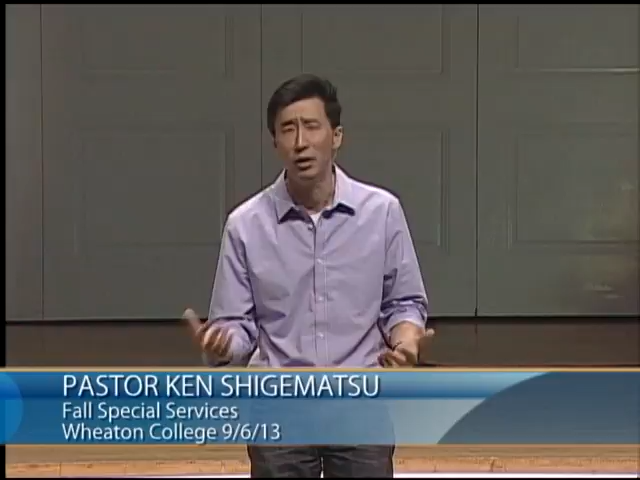 PASTOR KEN SHIGEMATSU
Fall Special Services
Wheaton College 9/6/13